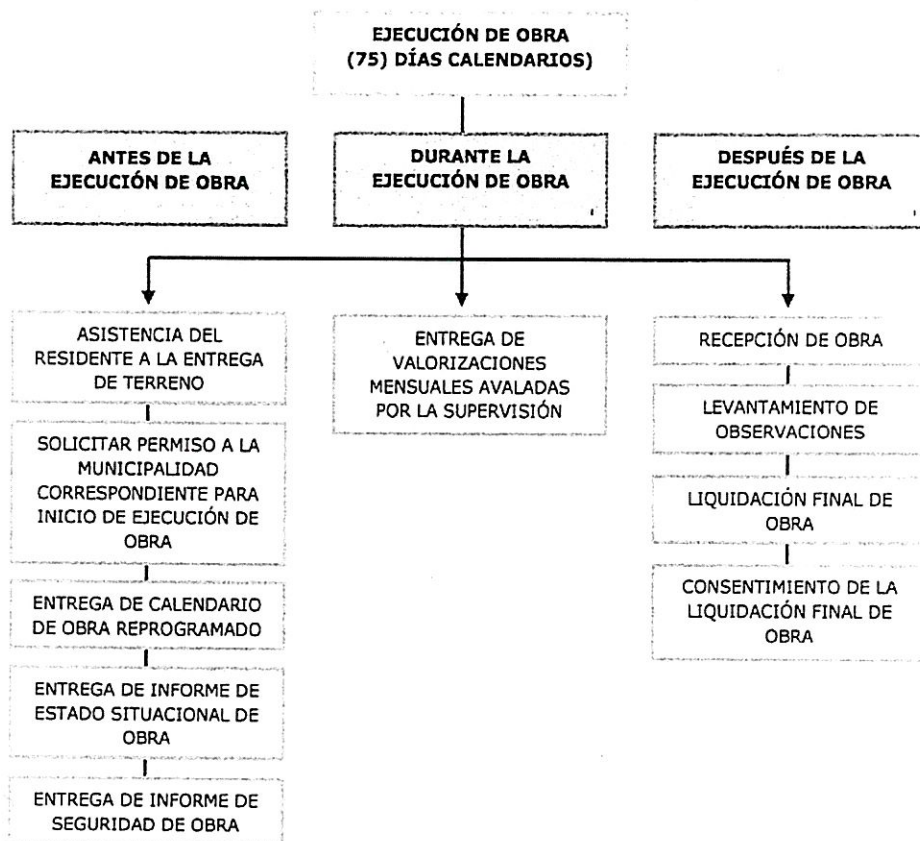 EJECUCIÓN DE OBRA
(75) DÍAS CALENDARIOS)
ANTES DE LA
EJECUCIÓN DE OBRA
DURANTE LA
EJECUCIÓN DE OBRA
DESPUÉS DE LA
EJECUCIÓN DE OBRA
ASISTENCIA DEL
RESIDENTE A LA ENTREGA
DE TERRENO
SOLICITAR PERMISO A LA
MUNICIPALIDAD
CORRESPONDIENTE PARA
INICIO DE EJECUCIÓN DE
OBRA
ENTREGA DE CALENDARIO
DE OBRA REPROGRAMADO
ENTREGA DE INFORME DE
ESTADO SITUACIONAL DE
OBRA
ENTREGA DE INFORME DE
SEGURIDAD DE OBRA
ENTREGA DE
VALORIZACIONES
MENSUALES AVALADAS
POR LA SUPERVISIÓN
RECEPCIÓN DE OBRA
LEVANTAMIENTO DE
OBSERVACIONES
LIQUIDACIÓN FINAL DE
OBRA
CONSENTIMIENTO DE LA
LIQUIDACIÓN FINAL DE
OBRA